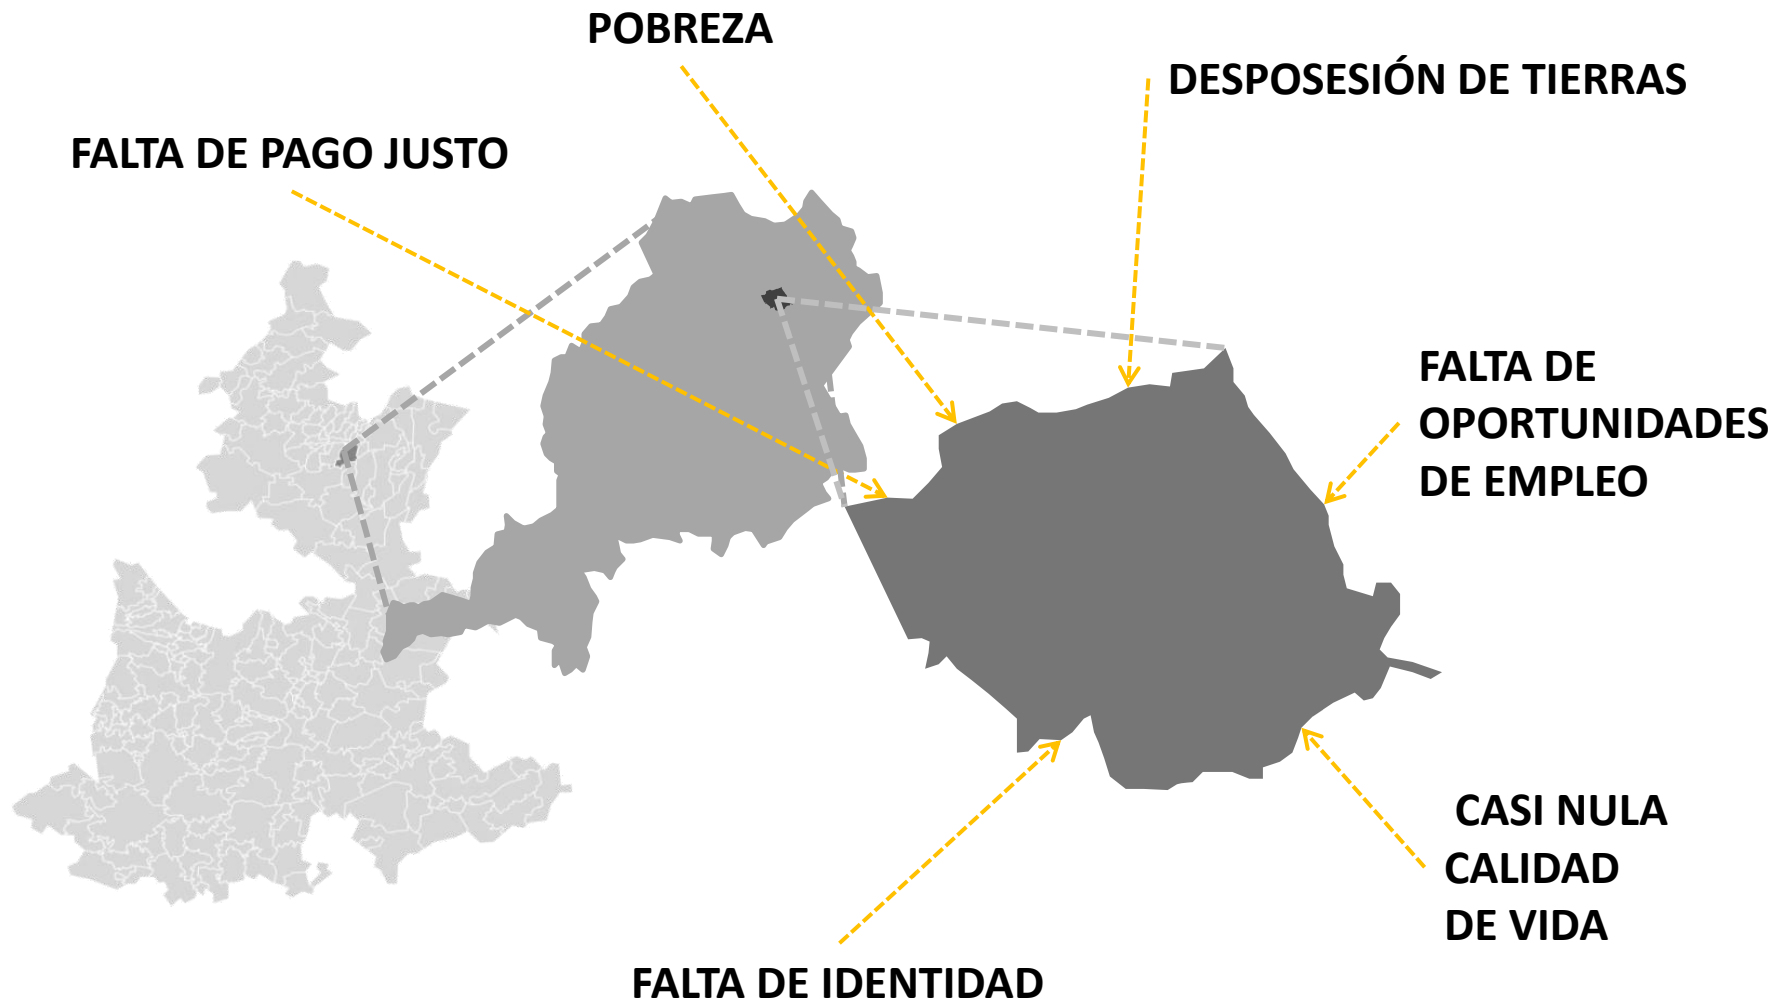 POBREZA
DESPOSESIÓN DE TIERRAS
FALTA DE PAGO JUSTO
FALTA DE
OPORTUNIDADES
DE EMPLEO
CASI NULA
CALIDAD
DE VIDA
FALTA DE IDENTIDAD